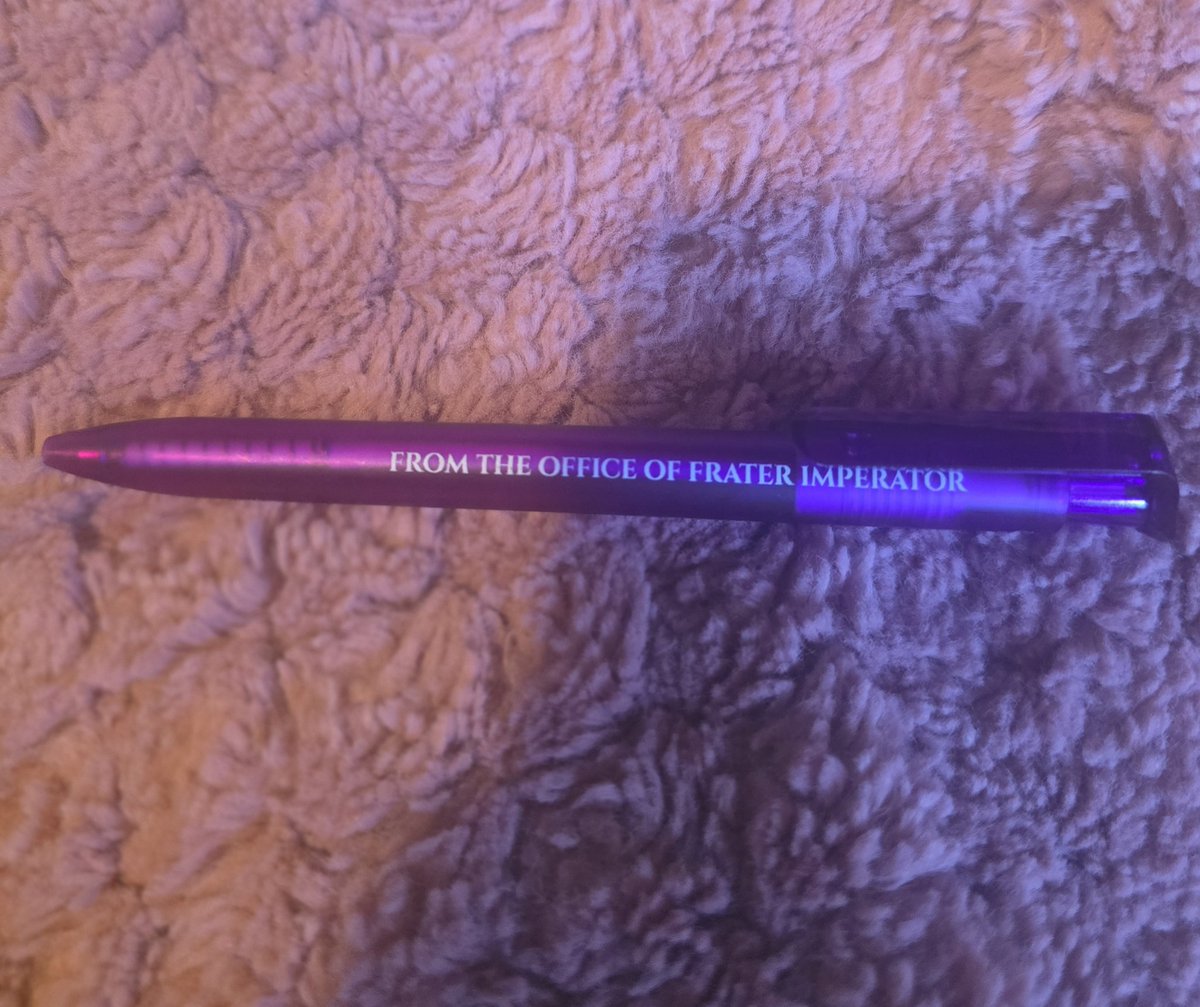 FROM THE OFFICE OF FRATER IMPERATOR